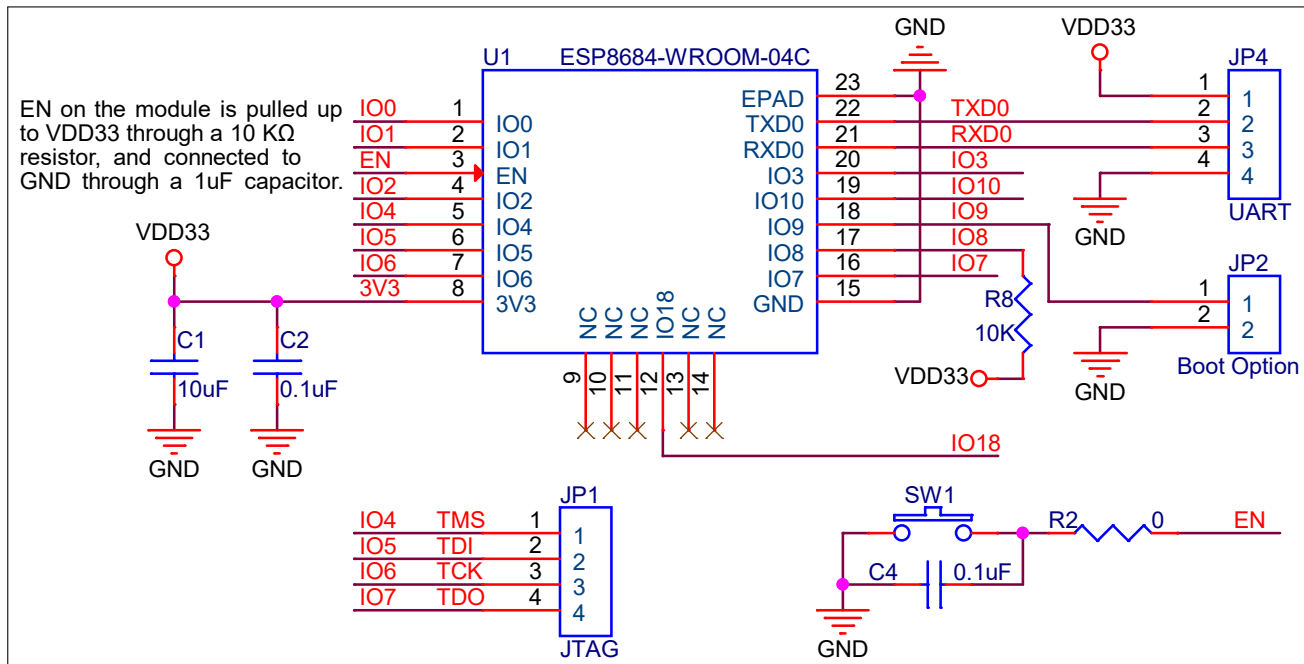 GND
VDD33
U1
ESP8684-WROOM-04C
JP4
EN on the module is pulled up
to VDD33 through a 10 KΩ
resistor, and connected to
GND through a 1uF capacitor.
IO0 1 IO0
IO1 2 IO1
EN 3 EN
IO2 4 IO2
IO4 5 IO4
IO5 6 IO5
IO6 7 IO6
3V3 8 3V3
EPAD 23
TXD0 22 TXD0
RXD0 21 RXD0
IO3 20 IO3
IO10 19 IO10
IO9 18 IO9
IO8 17 IO8
IO7 16 IO7
GND 15
NC NC NC IO18 NC NC
9 10 11 12 13 14
1 1
2 2
3 3
4 4
UART
GND
VDD33
C1
10uF
C2
0.1uF
GND
GND
R8
10K
VDD33
JP2
1 1
2 2
GND
Boot Option
IO18
JP1
IO4 TMS 1 1
IO5 TDI 2 2
IO6 TCK 3 3
IO7 TDO 4 4
JTAG
SW1
R2 0 EN
C4 0.1uF
GND